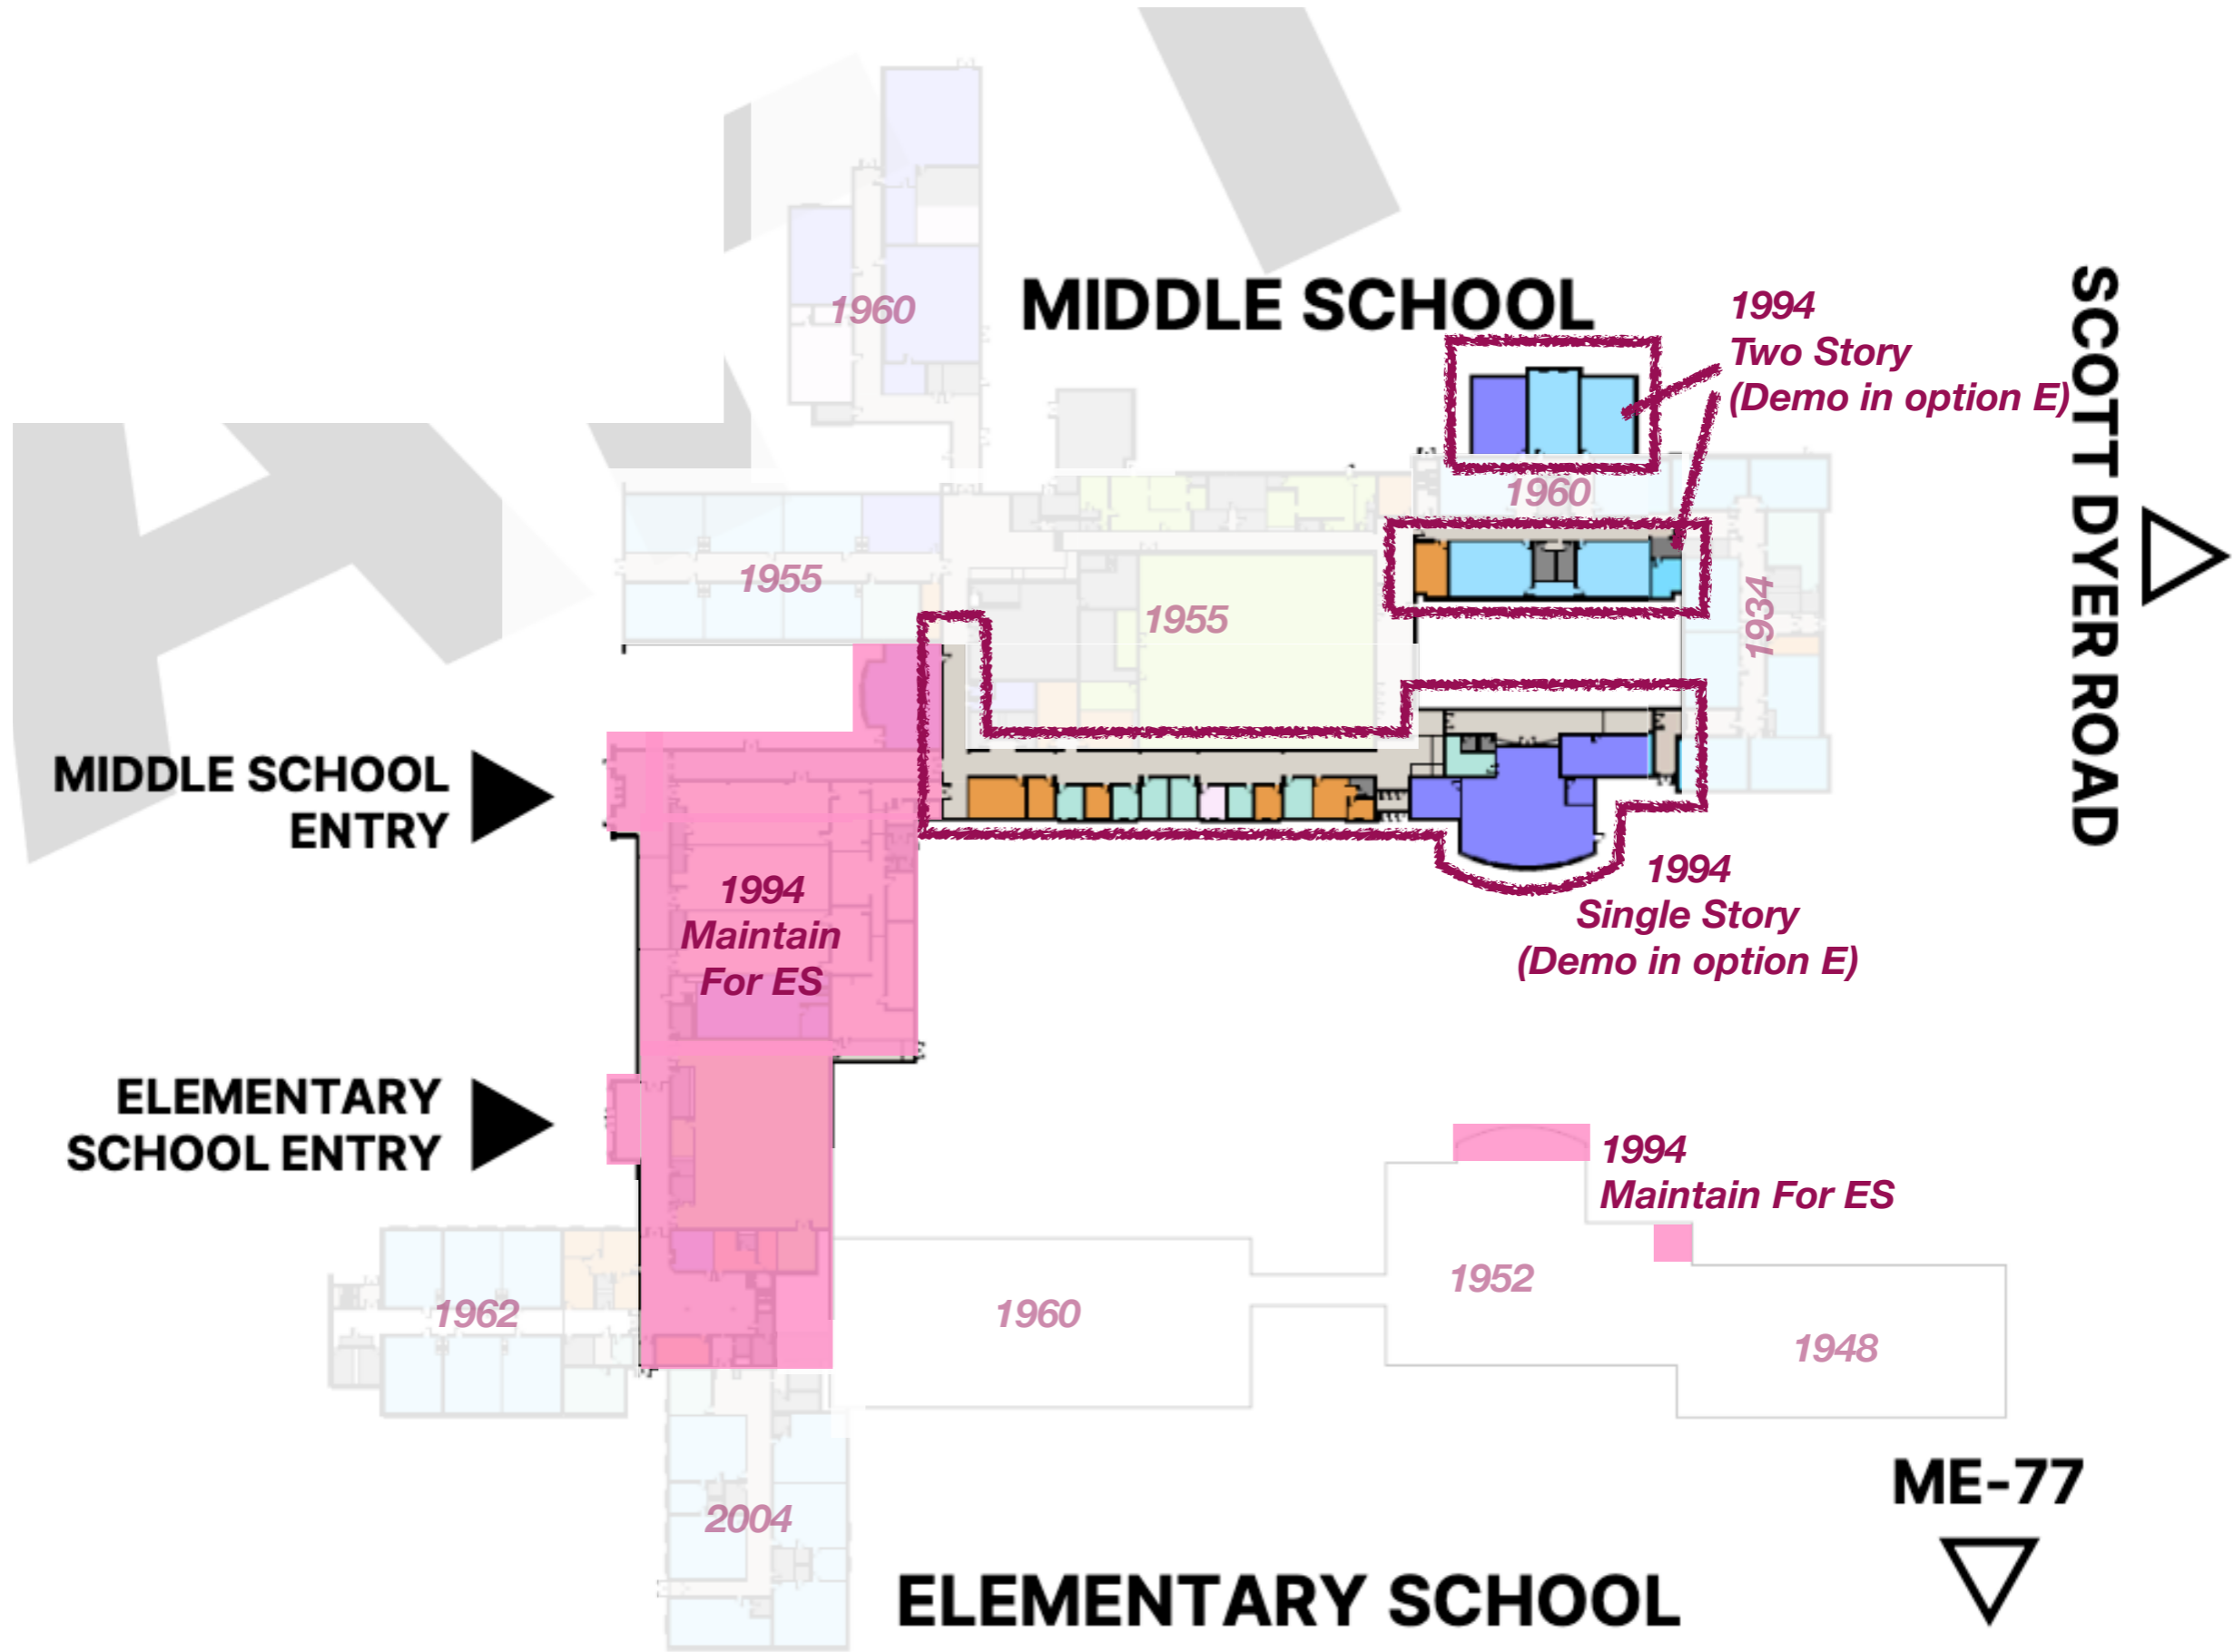 1960
MIDDLE SCHOOL
1994
Two Story
(Demo in option E)
SCOTT DYER ROAD
1960
1955
1955
1934
MIDDLE SCHOOL
ENTRY
1994
Maintain
For ES
1994
Single Story
(Demo in option E)
ELEMENTARY
SCHOOL ENTRY
1994
Maintain For ES
1962
1960
1952
1948
2004
ME-77
ELEMENTARY SCHOOL